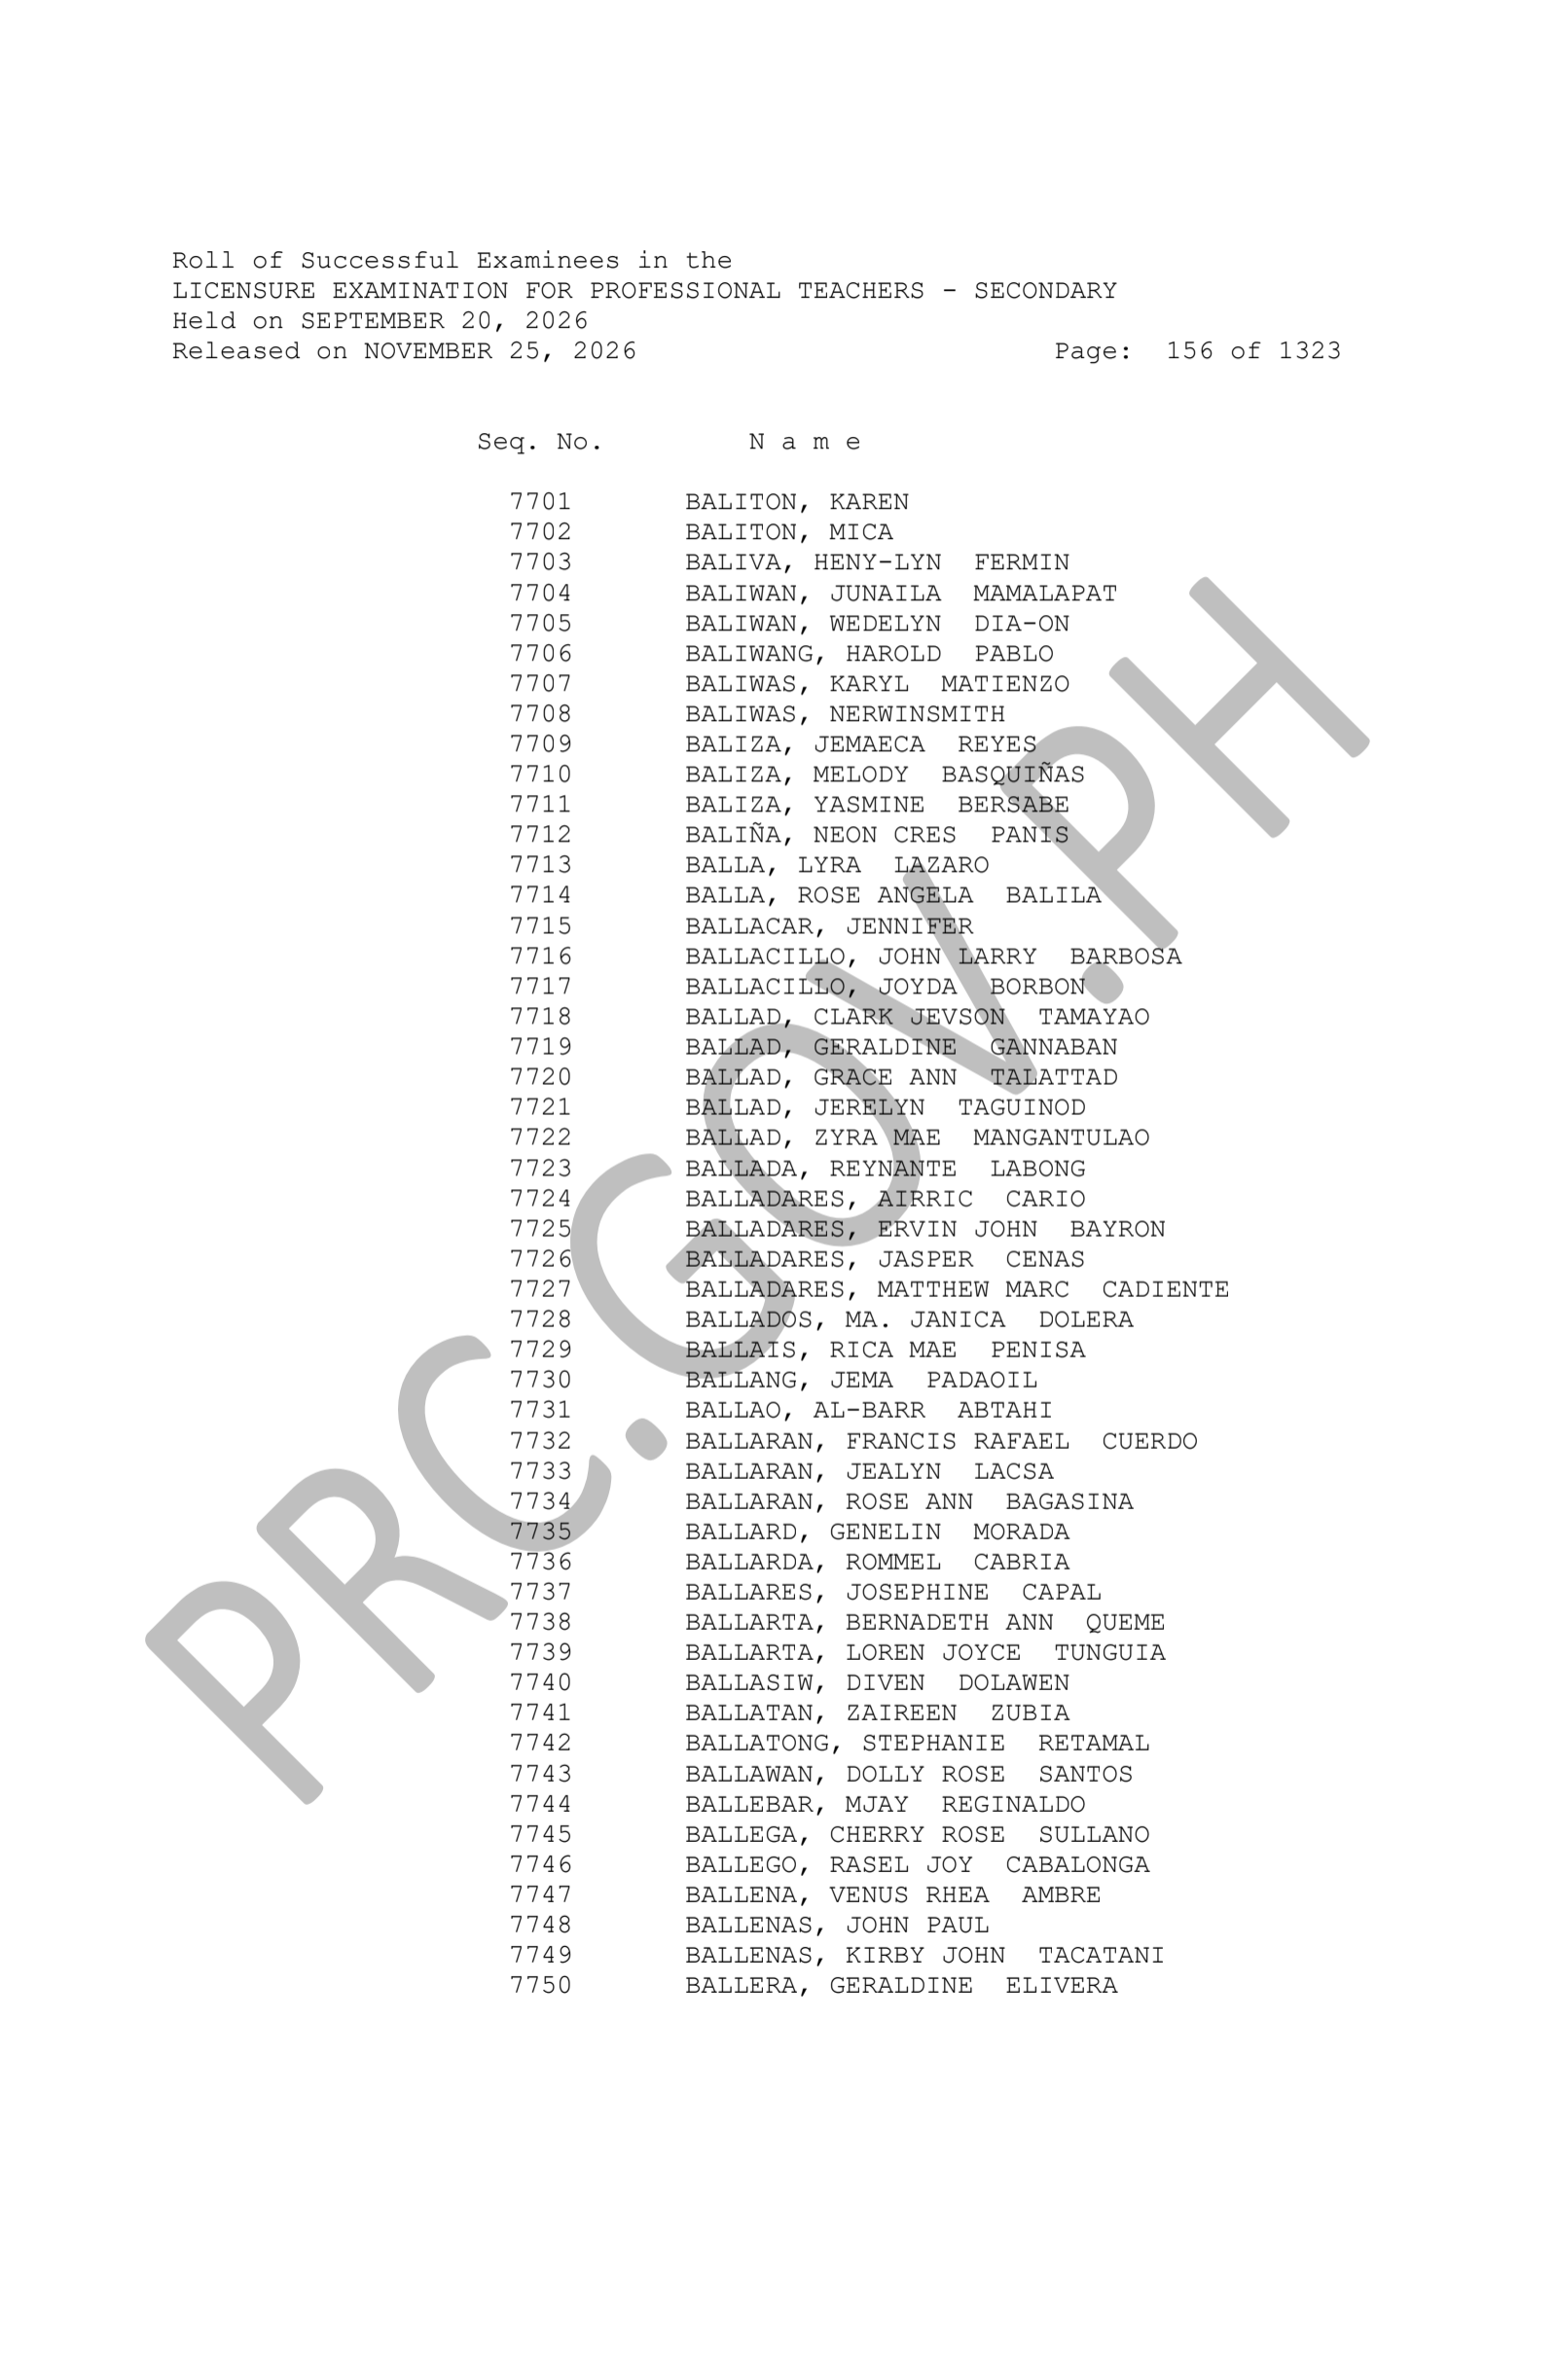 Roll of Successful Examinees in the
LICENSURE EXAMINATION FOR PROFESSIONAL TEACHERS - SECONDARY
Held on SEPTEMBER 20, 2026
Released on NOVEMBER 25, 2026 Page: 156 of 1323
Seq. No. N a m e
7701 BALITON, KAREN
7702 BALITON, MICA
7703 BALIVA, HENY-LYN FERMIN
7704 BALIWAN, JUNAILA MAMALAPAT
7705 BALIWAN, WEDELYN DIA-ON
7706 BALIWANG, HAROLD PABLO
7707 BALIWAS, KARYL MATIENZO
7708 BALIWAS, NERWINSMITH
7709 BALIZA, JEMAECA REYES
7710 BALIZA, MELODY BASQUIÑAS
7711 BALIZA, YASMINE BERSABE
7712 BALIÑA, NEON CRES PANIS
7713 BALLA, LYRA LAZARO
7714 BALLA, ROSE ANGELA BALILA
7715 BALLACAR, JENNIFER
7716 BALLACILLO, JOHN LARRY BARBOSA
7717 BALLACILLO, JOYDA BORBON
7718 BALLAD, CLARK JEVSON TAMAYAO
7719 BALLAD, GERALDINE GANNABAN
7720 BALLAD, GRACE ANN TALATTAD
7721 BALLAD, JERELYN TAGUINOD
7722 BALLAD, ZYRA MAE MANGANTULAO
7723 BALLADA, REYNANTE LABONG
7724 BALLADARES, AIRRIC CARIO
7725 BALLADARES, ERVIN JOHN BAYRON
7726 BALLADARES, JASPER CENAS
7727 BALLADARES, MATTHEW MARC CADIENTE
7728 BALLADOS, MA. JANICA DOLERA
7729 BALLAIS, RICA MAE PENISA
7730 BALLANG, JEMA PADAOIL
7731 BALLAO, AL-BARR ABTAHI
7732 BALLARAN, FRANCIS RAFAEL CUERDO
7733 BALLARAN, JEALYN LACSA
7734 BALLARAN, ROSE ANN BAGASINA
7735 BALLARD, GENELIN MORADA
7736 BALLARDA, ROMMEL CABRIA
7737 BALLARES, JOSEPHINE CAPAL
7738 BALLARTA, BERNADETH ANN QUEME
7739 BALLARTA, LOREN JOYCE TUNGUIA
7740 BALLASIW, DIVEN DOLAWEN
7741 BALLATAN, ZAIREEN ZUBIA
7742 BALLATONG, STEPHANIE RETAMAL
7743 BALLAWAN, DOLLY ROSE SANTOS
7744 BALLEBAR, MJAY REGINALDO
7745 BALLEGA, CHERRY ROSE SULLANO
7746 BALLEGO, RASEL JOY CABALONGA
7747 BALLENA, VENUS RHEA AMBRE
7748 BALLENAS, JOHN PAUL
7749 BALLENAS, KIRBY JOHN TACATANI
7750 BALLERA, GERALDINE ELIVERA
PRC.GOV.PH